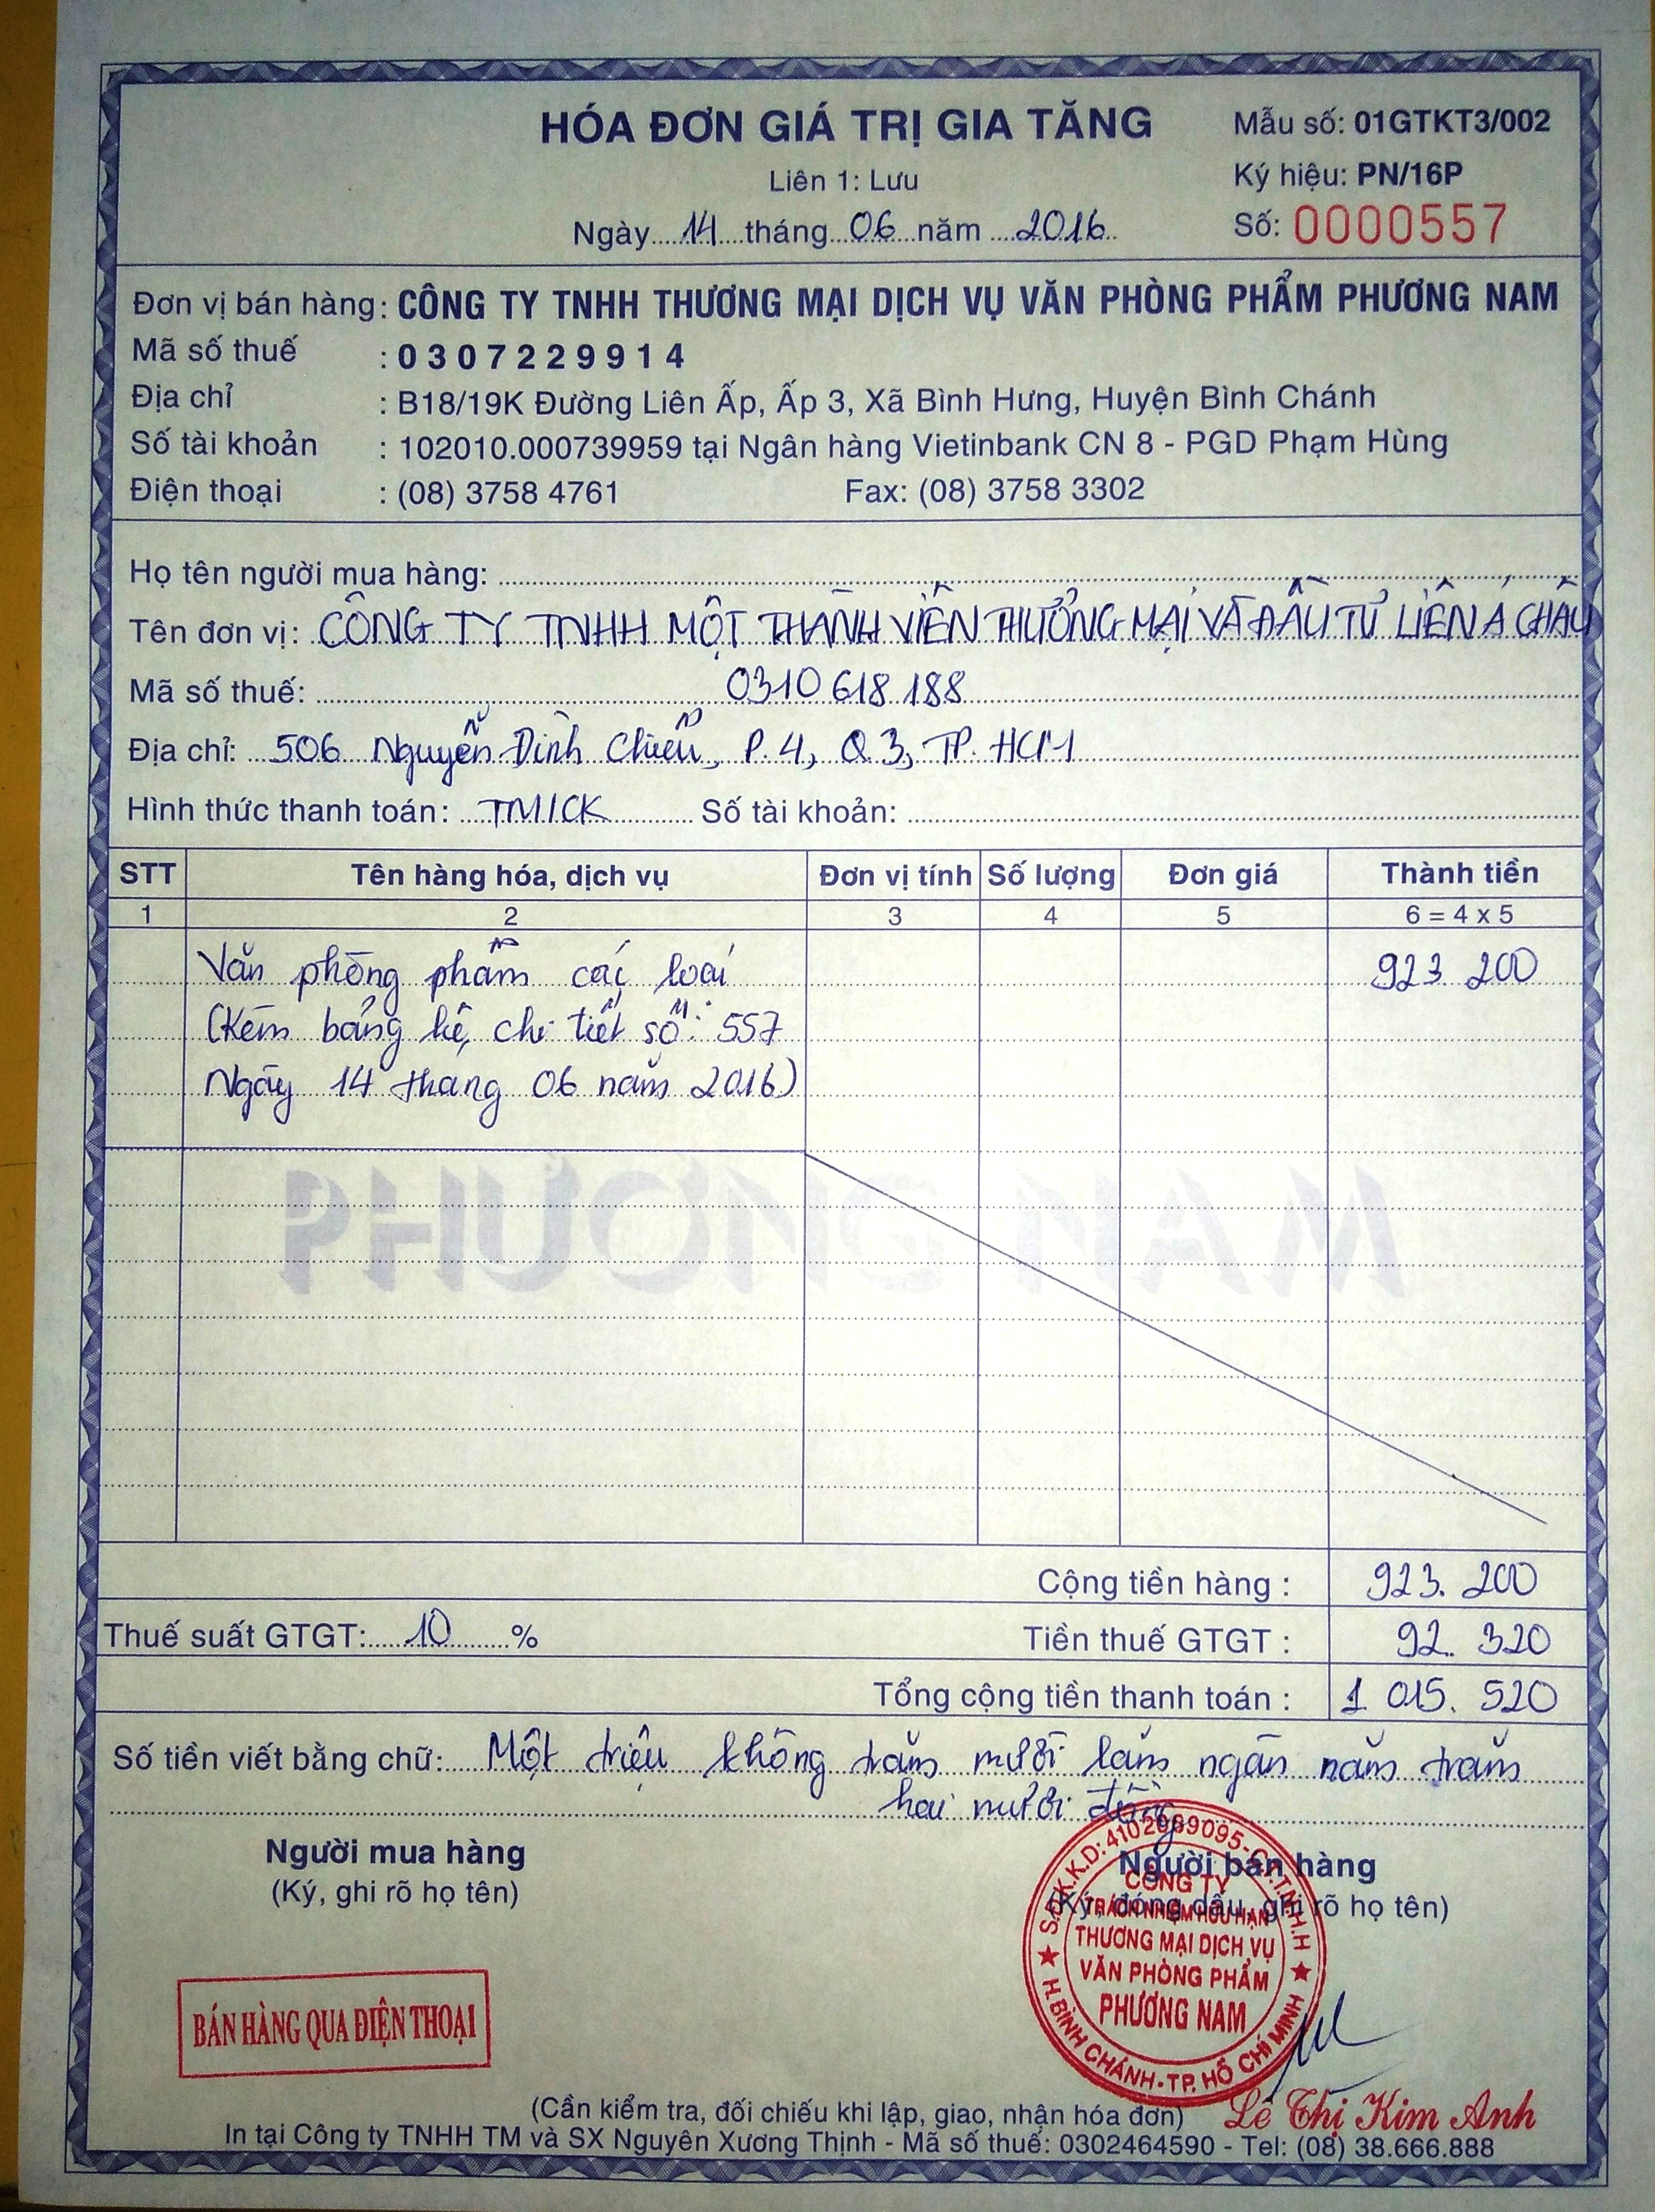 HÓA ĐƠN GIÁ TRỊ GIA TĂNG
Mẫu số: 01GTKT3/002
Liên 1: Lưu
Ký hiệu: PN/16P
Ngày 14 tháng 06 năm 2016
Số: 0000557
Đơn vị bán hàng: CÔNG TY TNHH THƯƠNG MẠI DỊCH VỤ VĂN PHÒNG PHẨM PHƯƠNG NAM
Mã số thuế : 0307229914
Địa chỉ : B18/19K Đường Liên Ấp, Ấp 3, Xã Bình Hưng, Huyện Bình Chánh
Số tài khoản : 102010.000739959 tại Ngân hàng Vietinbank CN 8 - PGD Phạm Hùng
Điện thoại : (08) 3758 4761 Fax: (08) 3758 3302
Họ tên người mua hàng:
Tên đơn vị: CÔNG TY TNHH MỘT THÀNH VIÊN THƯƠNG MẠI VÀ ĐẦU TƯ LIÊN Á CHÂU
Mã số thuế: 0310 618 188
Địa chỉ: 506 Nguyễn Đình Chiểu, P.4, Q.3, TP. HCM
Hình thức thanh toán: TM/CK Số tài khoản:
STT Tên hàng hóa, dịch vụ Đơn vị tính Số lượng Đơn giá Thành tiền
1 2 3 4 5 6 = 4 x 5
Văn phòng phẩm các loại 923.200
(Kèm bảng kê chi tiết số: 557
Ngày 14 tháng 06 năm 2016)
PHƯƠNG NAM
Cộng tiền hàng : 923.200
Thuế suất GTGT: 10 % Tiền thuế GTGT : 92.320
Tổng cộng tiền thanh toán : 1.015.520
Số tiền viết bằng chữ: Một triệu không trăm mười lăm ngàn năm trăm
hai mươi đồng
Người mua hàng
(Ký, ghi rõ họ tên)
Người bán hàng
(Ký, đóng dấu, ghi rõ họ tên)
CÔNG TY
TRÁCH NHIỆM HỮU HẠN
THƯƠNG MẠI DỊCH VỤ
VĂN PHÒNG PHẨM
PHƯƠNG NAM
H.BÌNH CHÁNH-TP.HỒ CHÍ MINH
BÁN HÀNG QUA ĐIỆN THOẠI
Lê Thị Kim Anh
(Cần kiểm tra, đối chiếu khi lập, giao, nhận hóa đơn)
In tại Công ty TNHH TM và SX Nguyên Xương Thịnh - Mã số thuế: 0302464590 - Tel: (08) 38.666.888